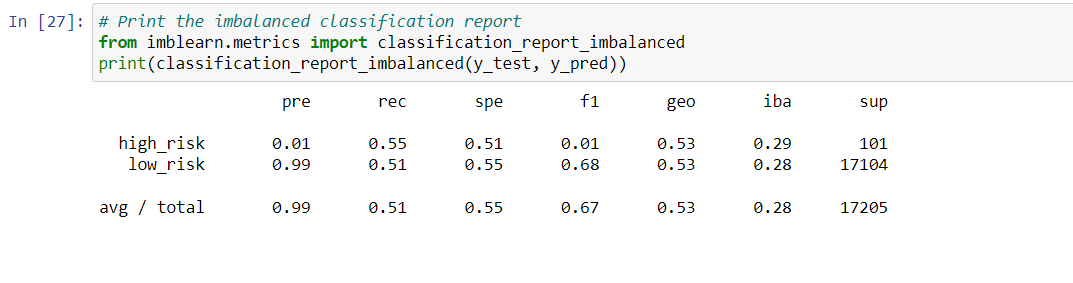 In [27]: # Print the imbalanced classification report
from imblearn.metrics import classification_report_imbalanced
print(classification_report_imbalanced(y_test, y_pred))
pre rec spe f1 geo iba sup
high_risk 0.01 0.55 0.51 0.01 0.53 0.29 101
low_risk 0.99 0.51 0.55 0.68 0.53 0.28 17104
avg / total 0.99 0.51 0.55 0.67 0.53 0.28 17205